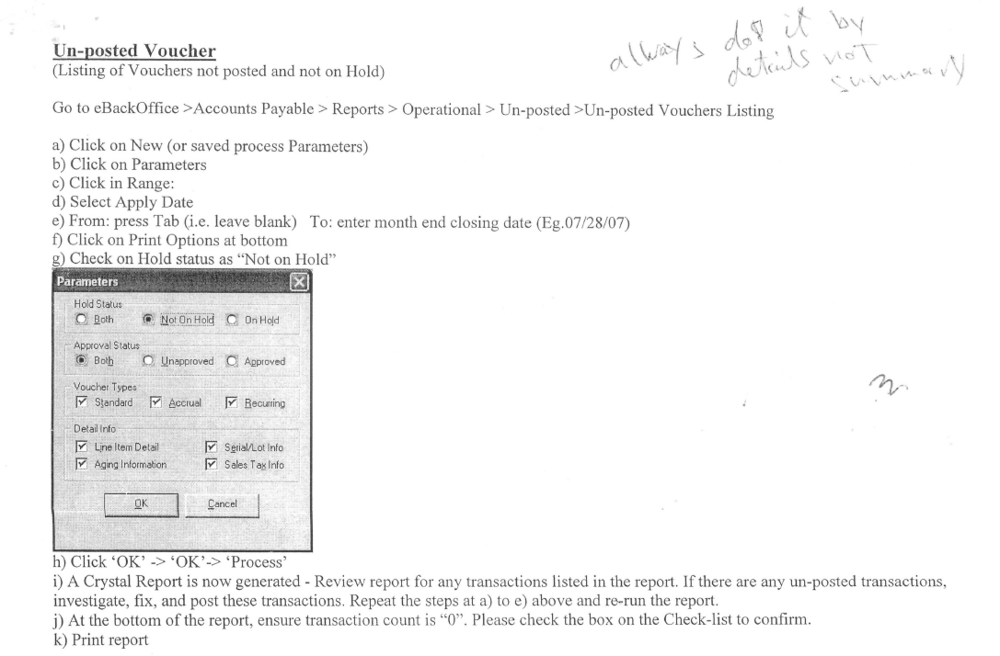 always do it by
details not
summary
Un-posted Voucher
(Listing of Vouchers not posted and not on Hold)
Go to eBackOffice >Accounts Payable > Reports > Operational > Un-posted >Un-posted Vouchers Listing
a) Click on New (or saved process Parameters)
b) Click on Parameters
c) Click in Range:
d) Select Apply Date
e) From: press Tab (i.e. leave blank) To: enter month end closing date (Eg.07/28/07)
f) Click on Print Options at bottom
g) Check on Hold status as “Not on Hold”
Parameters
Hold Status
Both Not On Hold On Hold
Approval Status
Both Unapproved Approved
Voucher Types
Standard Accrual Recurring
Detail Info
Line Item Detail Serial/Lot Info
Aging Information Sales Tax Info
OK Cancel
h) Click ‘OK’ -> ‘OK’-> ‘Process’
i) A Crystal Report is now generated - Review report for any transactions listed in the report. If there are any un-posted transactions,
investigate, fix, and post these transactions. Repeat the steps at a) to e) above and re-run the report.
j) At the bottom of the report, ensure transaction count is “0”. Please check the box on the Check-list to confirm.
k) Print report